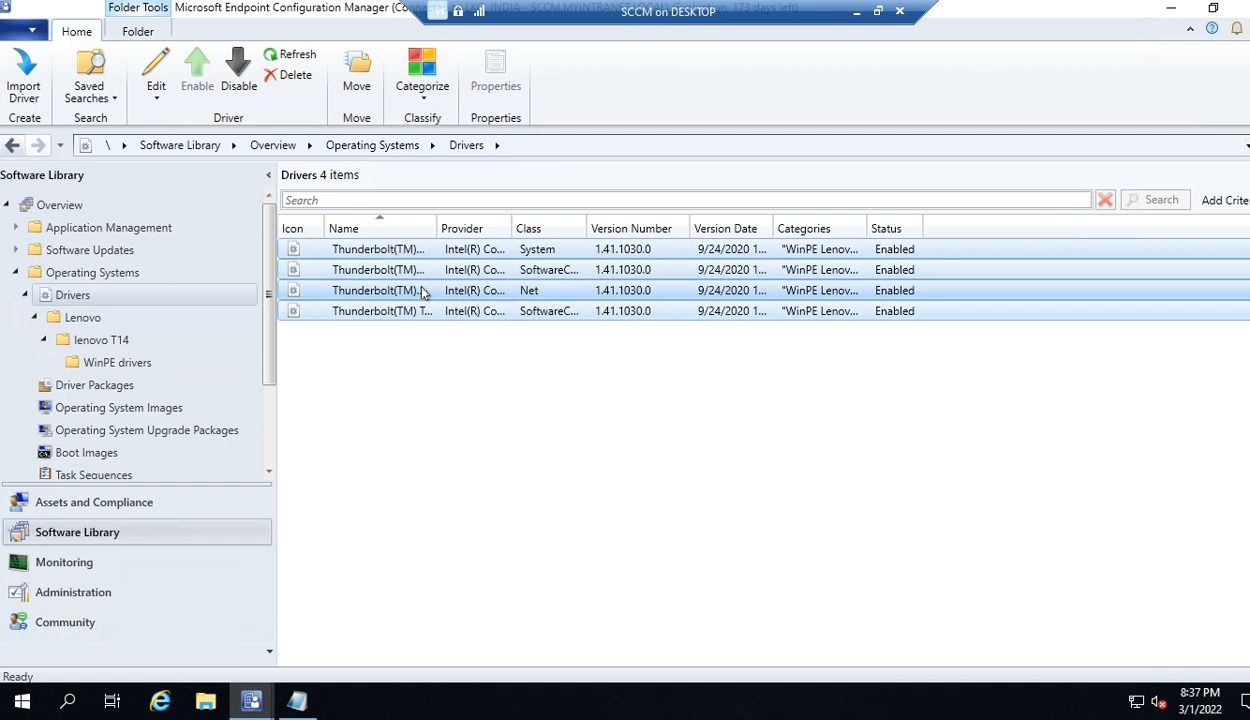 Folder Tools
Microsoft Endpoint Configuration Manager
SCCM on DESKTOP
Home
Folder
Import Driver
Saved Searches
Edit
Enable
Disable
Refresh
Delete
Move
Categorize
Properties
Create
Search
Driver
Move
Classify
Properties
\ Software Library Overview Operating Systems Drivers
Software Library
Overview
Application Management
Software Updates
Operating Systems
Drivers
Lenovo
lenovo T14
WinPE drivers
Driver Packages
Operating System Images
Operating System Upgrade Packages
Boot Images
Task Sequences
Assets and Compliance
Software Library
Monitoring
Administration
Community
Drivers 4 items
Search
Search
Add Crite
Icon Name Provider Class Version Number Version Date Categories Status
Thunderbolt(TM)... Intel(R) Co... System 1.41.1030.0 9/24/2020 1... "WinPE Lenov... Enabled
Thunderbolt(TM)... Intel(R) Co... SoftwareC... 1.41.1030.0 9/24/2020 1... "WinPE Lenov... Enabled
Thunderbolt(TM)... Intel(R) Co... Net 1.41.1030.0 9/24/2020 1... "WinPE Lenov... Enabled
Thunderbolt(TM) T... Intel(R) Co... SoftwareC... 1.41.1030.0 9/24/2020 1... "WinPE Lenov... Enabled
Ready
8:37 PM
3/1/2022